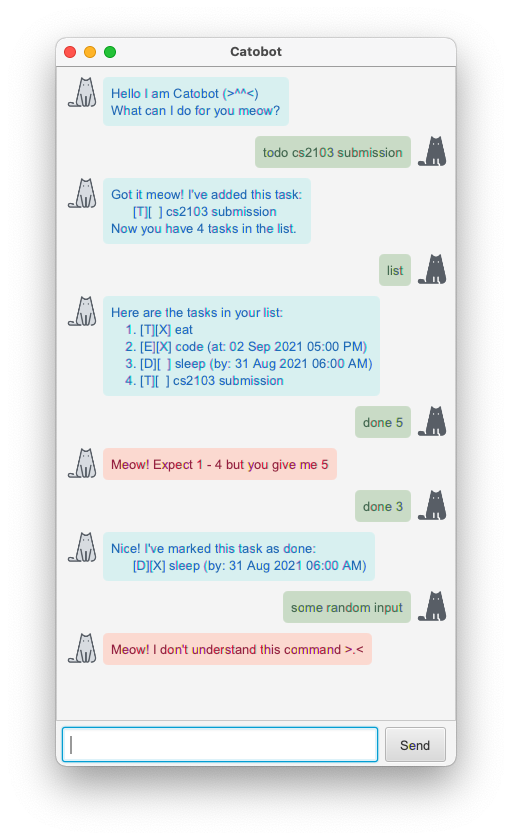 Catobot
Hello I am Catobot (>^^<)
What can I do for you meow?
todo cs2103 submission
Got it meow! I've added this task:
[T][  ] cs2103 submission
Now you have 4 tasks in the list.
list
Here are the tasks in your list:
1. [T][X] eat
2. [E][X] code (at: 02 Sep 2021 05:00 PM)
3. [D][  ] sleep (by: 31 Aug 2021 06:00 AM)
4. [T][  ] cs2103 submission
done 5
Meow! Expect 1 - 4 but you give me 5
done 3
Nice! I've marked this task as done:
[D][X] sleep (by: 31 Aug 2021 06:00 AM)
some random input
Meow! I don't understand this command >.<
Send